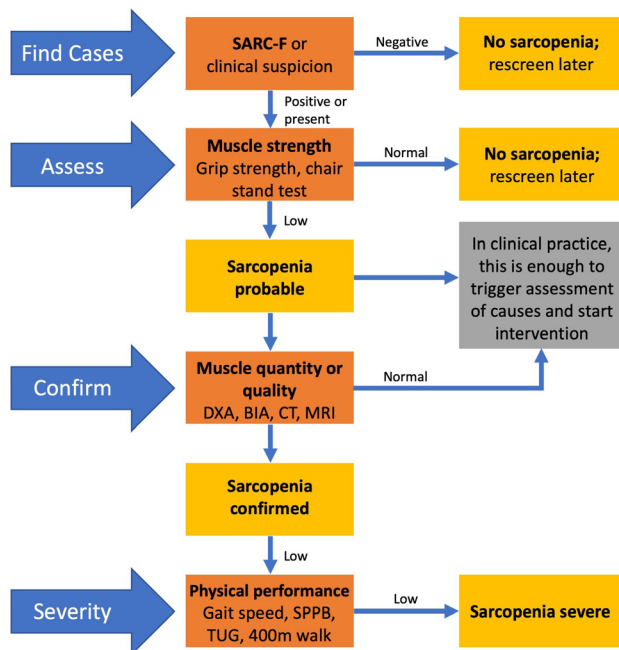 Find Cases
SARC-F or
clinical suspicion
Negative
No sarcopenia;
rescreen later
Positive or
present
Assess
Muscle strength
Grip strength, chair
stand test
Normal
No sarcopenia;
rescreen later
Low
Sarcopenia
probable
In clinical practice,
this is enough to
trigger assessment
of causes and start
intervention
Confirm
Muscle quantity or
quality
DXA, BIA, CT, MRI
Normal
Sarcopenia
confirmed
Low
Severity
Physical performance
Gait speed, SPPB,
TUG, 400m walk
Low
Sarcopenia severe